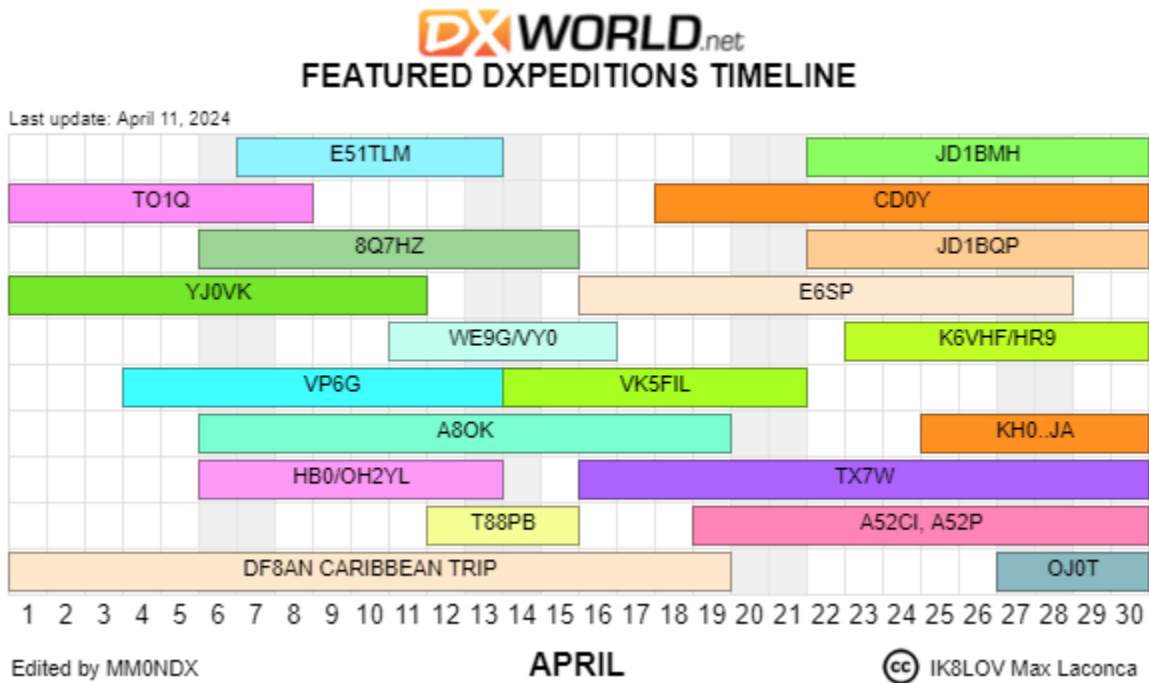 DX WORLD.net
FEATURED DXPEDITIONS TIMELINE
Last update: April 11, 2024
E51TLM JD1BMH
TO1Q CD0Y
8Q7HZ JD1BQP
YJ0VK E6SP
WE9G/VY0 K6VHF/HR9
VP6G VK5FIL
A8OK KH0..JA
HB0/OH2YL TX7W
T88PB A52CI, A52P
DF8AN CARIBBEAN TRIP OJ0T
1 2 3 4 5 6 7 8 9 10 11 12 13 14 15 16 17 18 19 20 21 22 23 24 25 26 27 28 29 30
Edited by MM0NDX APRIL cc IK8LOV Max Laconca